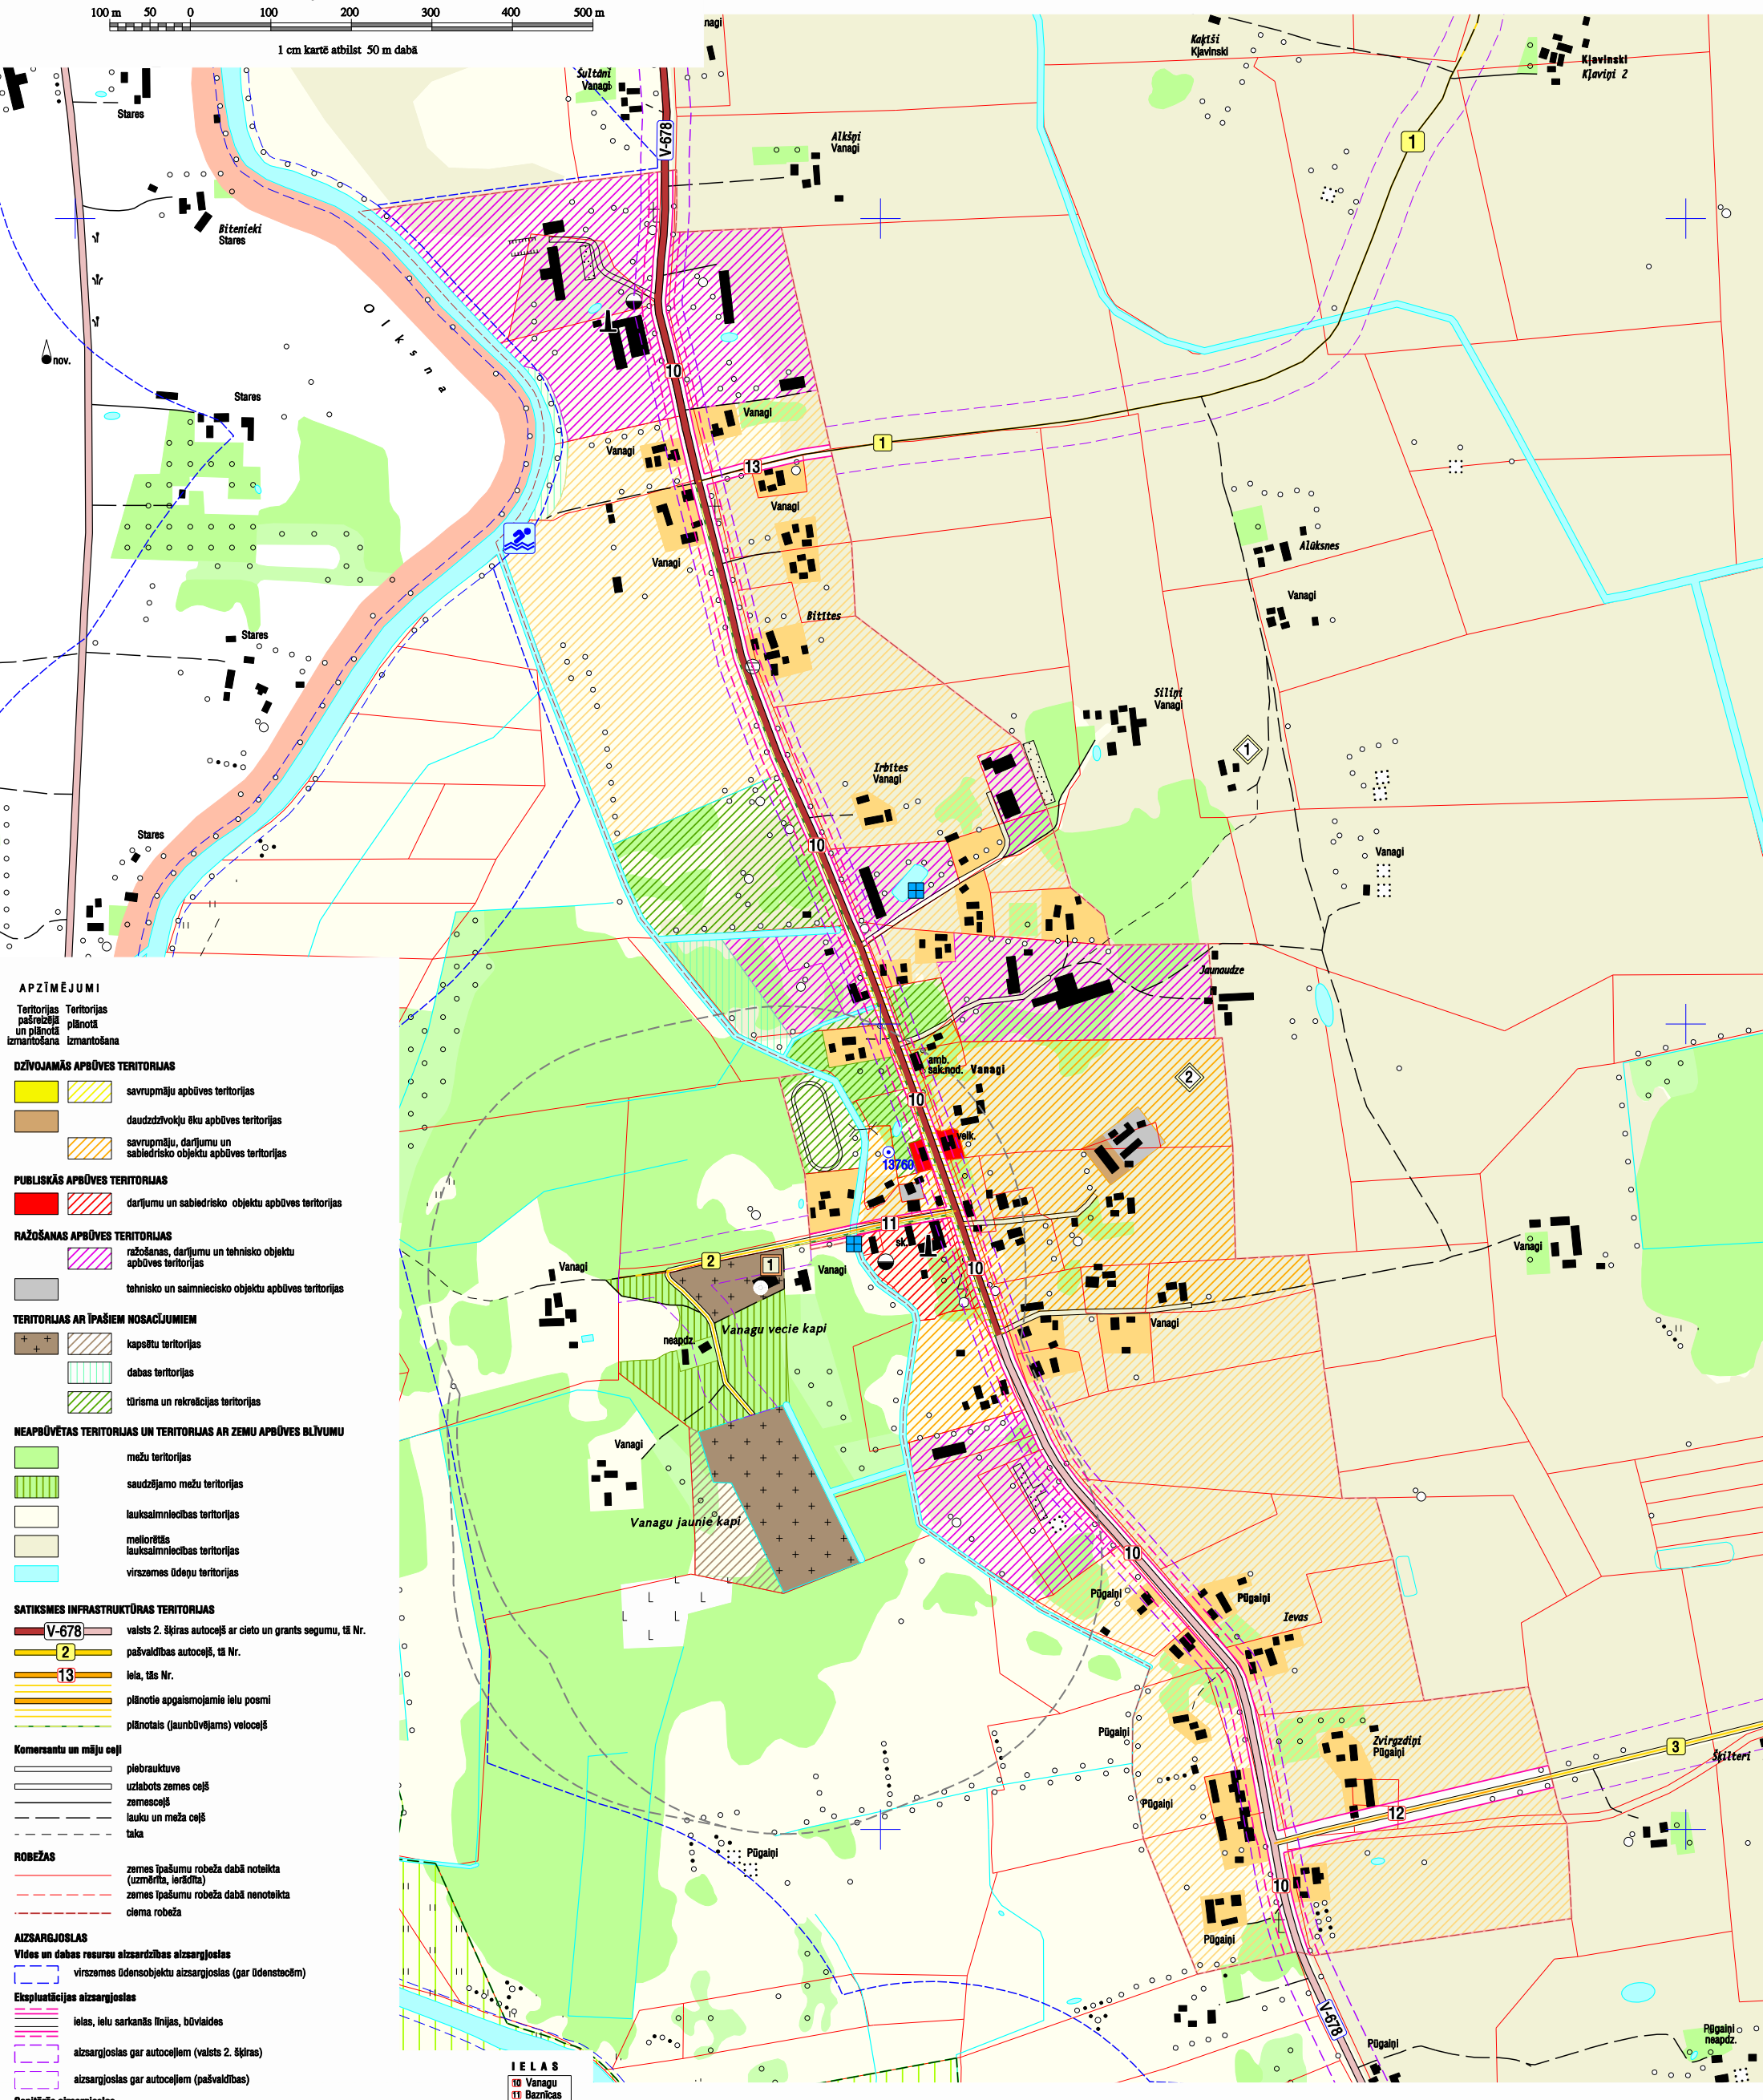 100 m 50 0 100 200 300 400 500 m
1 cm kartē atbilst 50 m dabā
nagi
Kaķīši
Kļavinski
Kļavinski
Kļaviņi 2
Šultāni
Vanagi
Stares
V-678
Alkšņi
Vanagi
1
Bitenieki
Stares
Olksna
nov.
10
Stares
Vanagi
1
Vanagi
13
Vanagi
Vanagi
Alūksnes
Vanagi
Bitītes
Stares
Siliņi
Vanagi
1
Irbītes
Vanagi
Stares
10
Vanagi
Jaunaudze
amb.
sak.nod. Vanagi
2
10
veik.
13760
11
sk.
2
1
Vanagi
Vanagi
10
Vanagi
Vanagi
Vanagu vecie kapi
neapdz.
Vanagi
Vanagu jaunie kapi
10
Pūgaiņi
Pūgaiņi
Ievas
Pūgaiņi
Zvirgzdiņi
Pūgaiņi
3
Šķilteri
Pūgaiņi
12
Pūgaiņi
10
Pūgaiņi
V-678
Pūgaiņi
Pūgaiņi
neapdz.
APZĪMĒJUMI
Teritorijas pašreizējā un plānotā izmantošana
Teritorijas plānotā izmantošana
DZĪVOJAMĀS APBŪVES TERITORIJAS
savrupmāju apbūves teritorijas
daudzdzīvokļu ēku apbūves teritorijas
savrupmāju, darījumu un
sabiedrisko objektu apbūves teritorijas
PUBLISKĀS APBŪVES TERITORIJAS
darījumu un sabiedrisko objektu apbūves teritorijas
RAŽOŠANAS APBŪVES TERITORIJAS
ražošanas, darījumu un tehnisko objektu
apbūves teritorijas
tehnisko un saimniecisko objektu apbūves teritorijas
TERITORIJAS AR ĪPAŠIEM NOSACĪJUMIEM
kapsētu teritorijas
dabas teritorijas
tūrisma un rekreācijas teritorijas
NEAPBŪVĒTAS TERITORIJAS UN TERITORIJAS AR ZEMU APBŪVES BLĪVUMU
mežu teritorijas
saudzējamo mežu teritorijas
lauksaimniecības teritorijas
meliorētās
lauksaimniecības teritorijas
virszemes ūdeņu teritorijas
SATIKSMES INFRASTRUKTŪRAS TERITORIJAS
V-678 valsts 2. šķiras autoceļš ar cieto un grants segumu, tā Nr.
2 pašvaldības autoceļš, tā Nr.
13 iela, tās Nr.
plānotie apgaismojamie ielu posmi
plānotais (jaunbūvējams) veloceļš
Komersantu un māju ceļi
piebrauktuve
uzlabots zemes ceļš
zemesceļš
lauku un meža ceļš
taka
ROBEŽAS
zemes īpašumu robeža dabā noteikta
(uzmērīta, ierādīta)
zemes īpašumu robeža dabā nenoteikta
ciema robeža
AIZSARGJOSLAS
Vides un dabas resursu aizsardzības aizsargjoslas
virszemes ūdensobjektu aizsargjoslas (gar ūdenstecēm)
Ekspluatācijas aizsargjoslas
ielas, ielu sarkanās līnijas, būvlaides
aizsargjoslas gar autoceļiem (valsts 2. šķiras)
aizsargjoslas gar autoceļiem (pašvaldības)
IELAS
10 Vanagu
11 Baznīcas